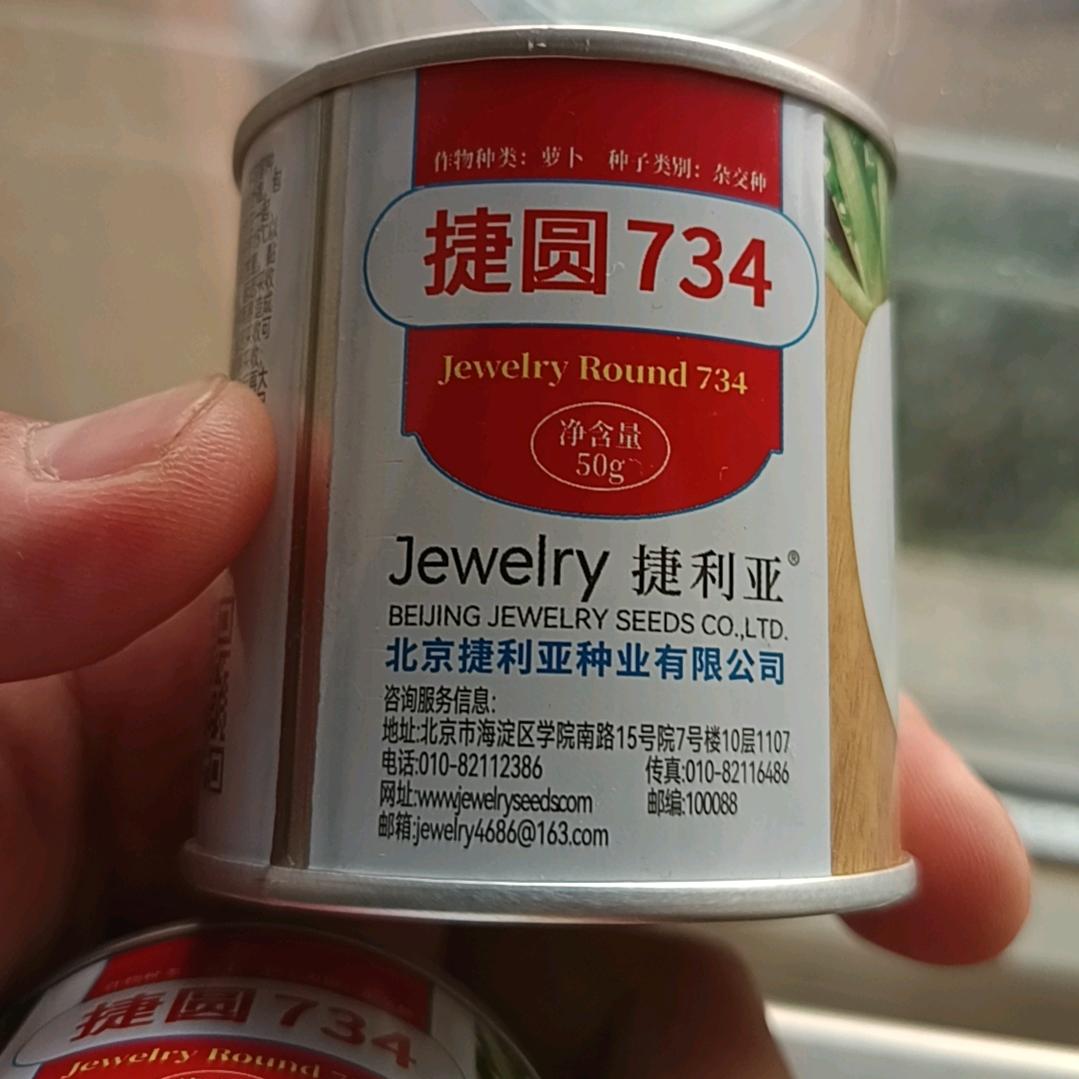 作物种类：萝卜 种子类别：杂交种
捷圆734
Jewelry Round 734
净含量
50g
Jewelry 捷利亚®
BEIJING JEWELRY SEEDS CO.,LTD.
北京捷利亚种业有限公司
咨询服务信息:
地址:北京市海淀区学院南路15号院7号楼10层1107
电话:010-82112386 传真:010-82116486
网址:www.jewelryseeds.com 邮编:100088
邮箱:jewelry4686@163.com
捷圆734
Jewelry Round 7